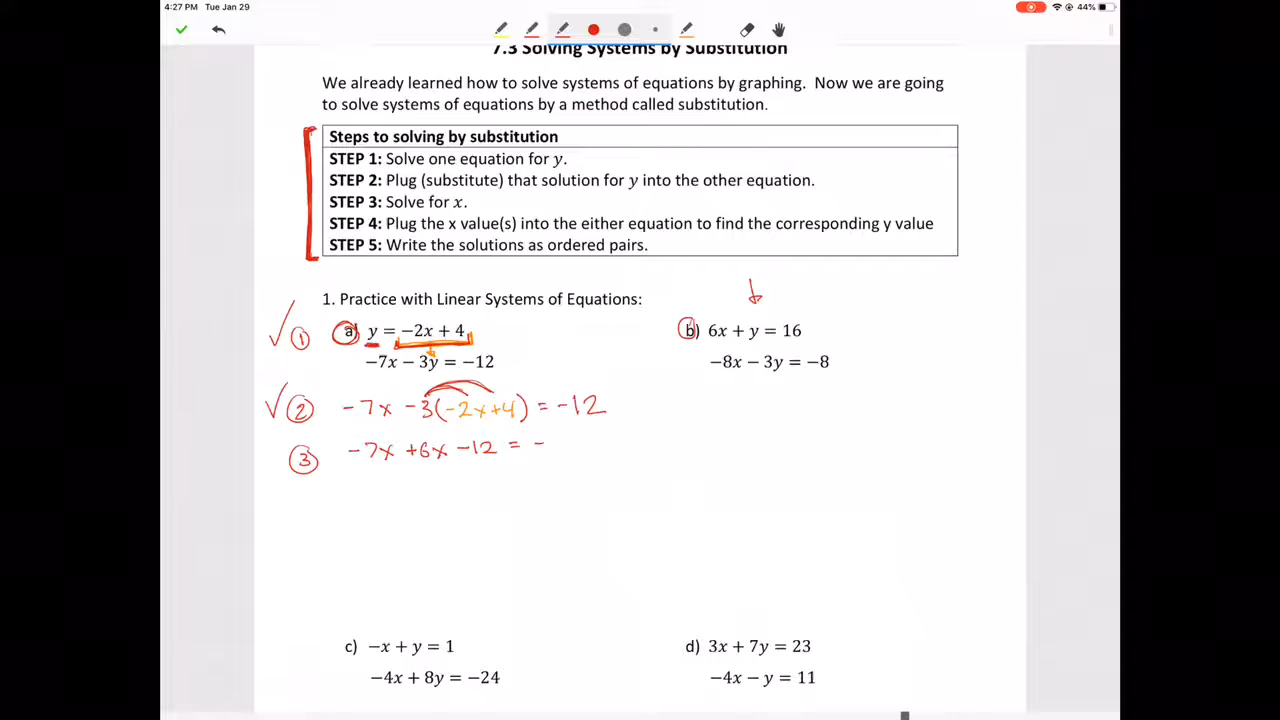 4:27 PM Tue Jan 29
44%
7.3 Solving Systems by Substitution
We already learned how to solve systems of equations by graphing. Now we are going
to solve systems of equations by a method called substitution.
Steps to solving by substitution
STEP 1: Solve one equation for y.
STEP 2: Plug (substitute) that solution for y into the other equation.
STEP 3: Solve for x.
STEP 4: Plug the x value(s) into the either equation to find the corresponding y value
STEP 5: Write the solutions as ordered pairs.
1. Practice with Linear Systems of Equations:
① a) y = −2x + 4
−7x − 3y = −12
b) 6x + y = 16
−8x − 3y = −8
② -7x -3(-2x+4) = -12
③ -7x +6x -12 = -
c) −x + y = 1
−4x + 8y = −24
d) 3x + 7y = 23
−4x − y = 11